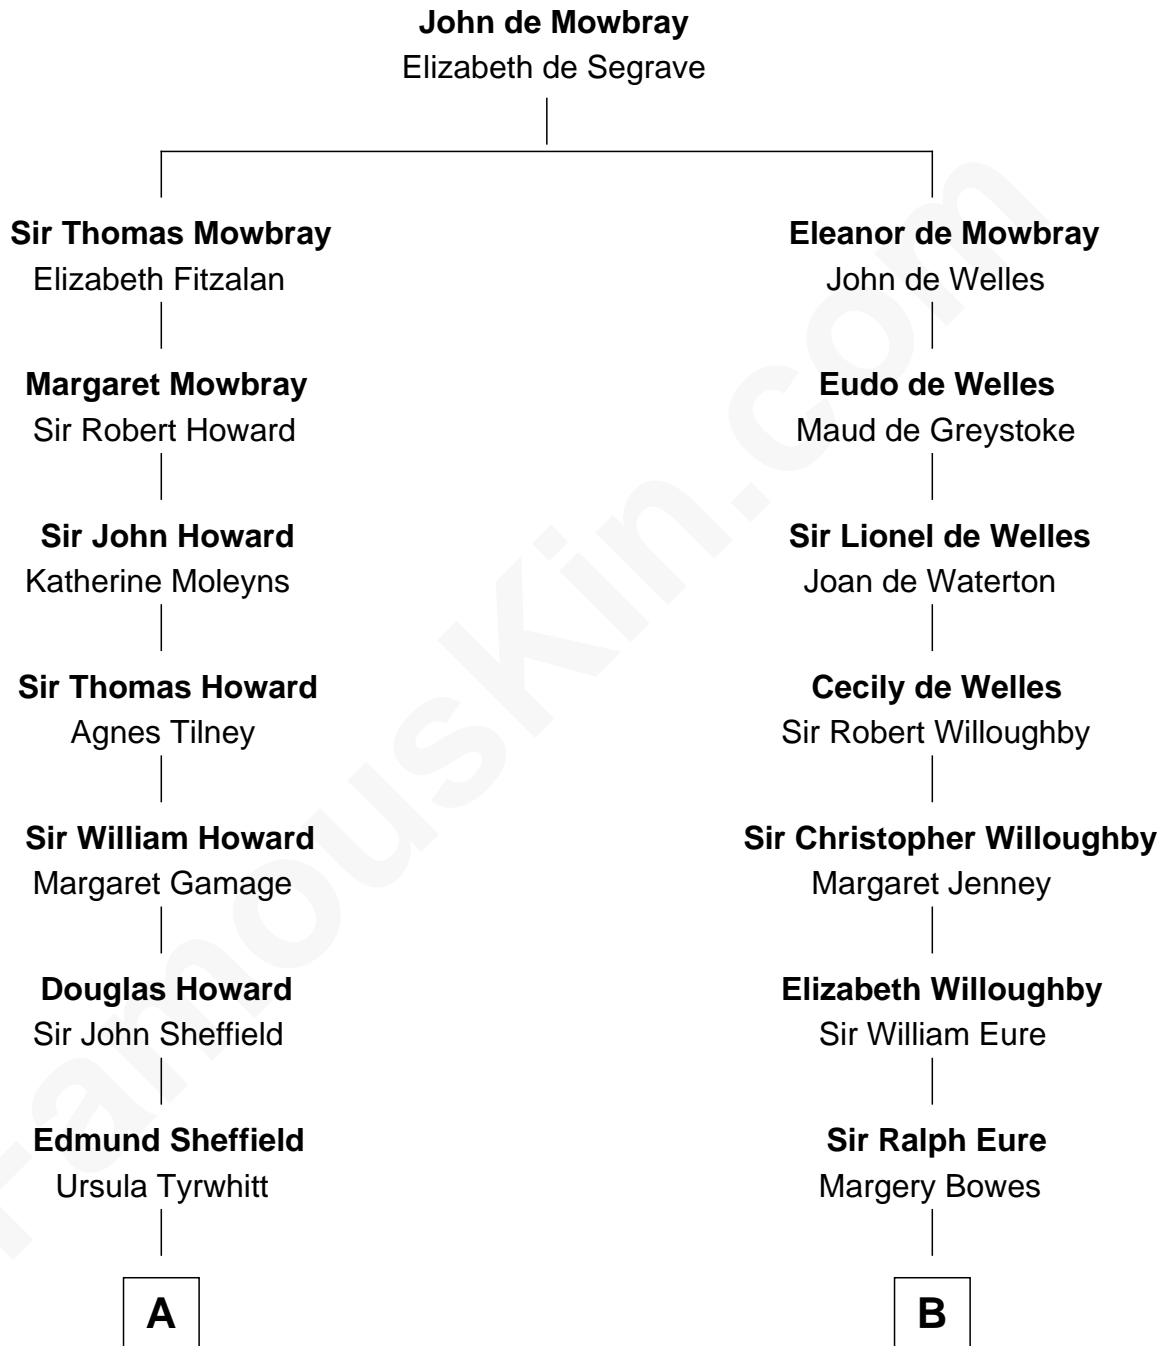 John de Mowbray
Elizabeth de Segrave
Sir Thomas Mowbray
Elizabeth Fitzalan
Eleanor de Mowbray
John de Welles
Margaret Mowbray
Sir Robert Howard
Eudo de Welles
Maud de Greystoke
Sir John Howard
Katherine Moleyns
Sir Lionel de Welles
Joan de Waterton
Sir Thomas Howard
Agnes Tilney
Cecily de Welles
Sir Robert Willoughby
Sir William Howard
Margaret Gamage
Sir Christopher Willoughby
Margaret Jenney
Douglas Howard
Sir John Sheffield
Elizabeth Willoughby
Sir William Eure
Edmund Sheffield
Ursula Tyrwhitt
Sir Ralph Eure
Margery Bowes
A
B
FamousKin.com